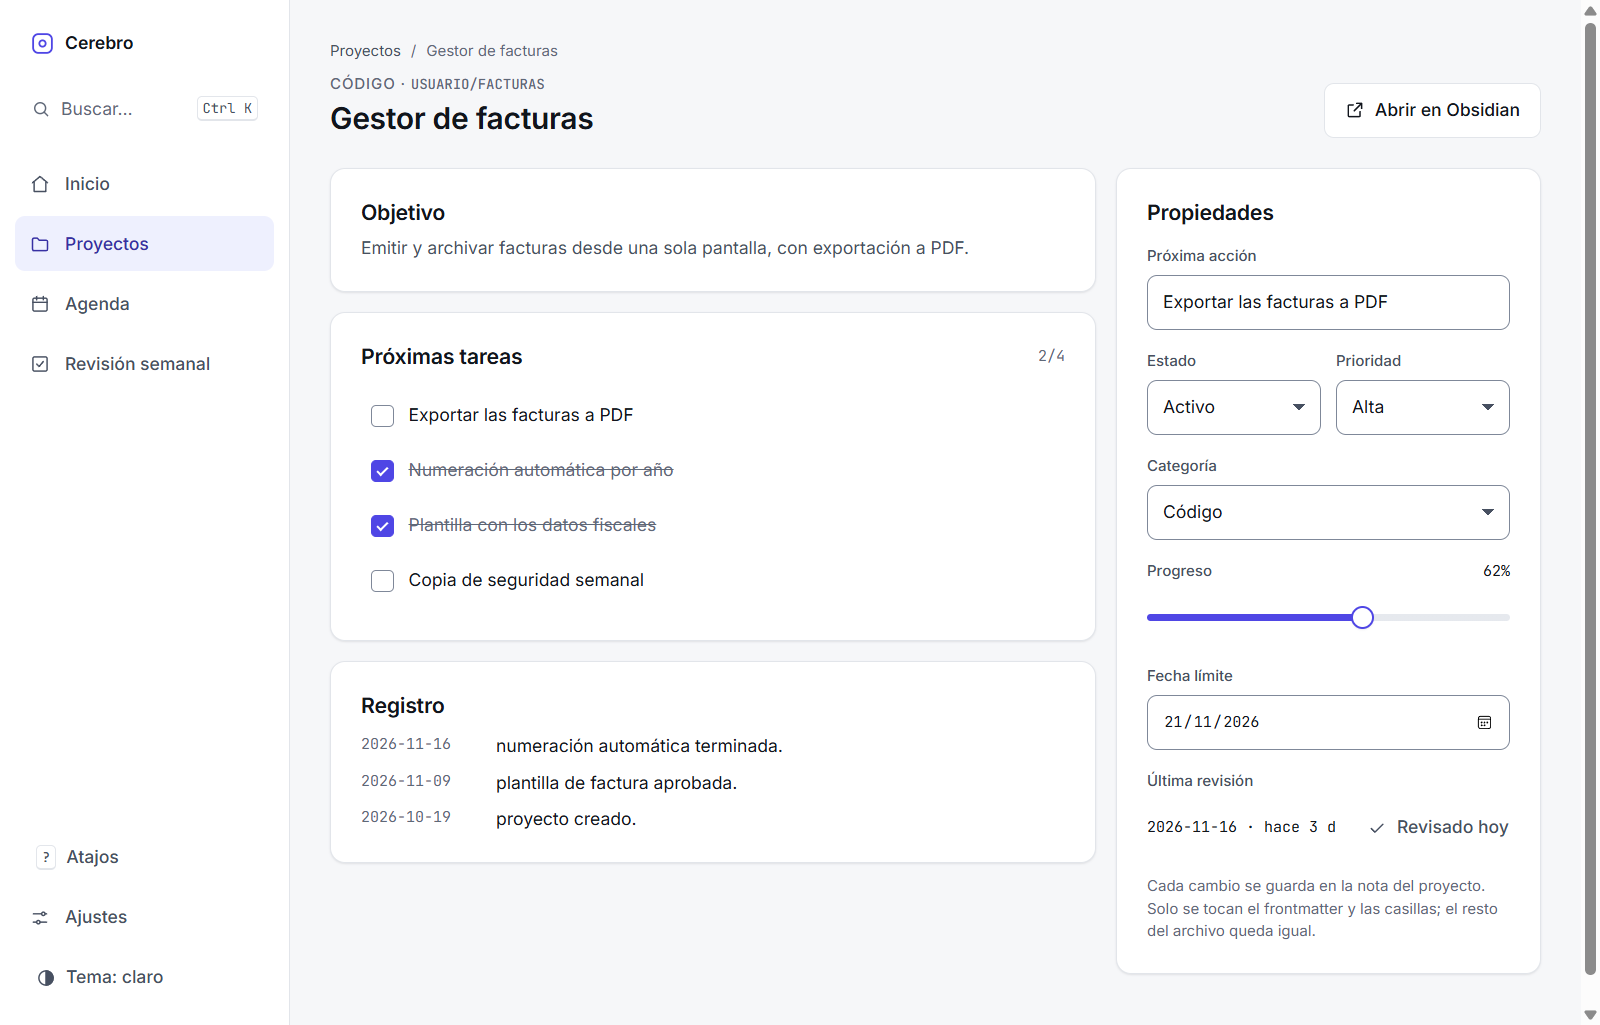 Cerebro
Buscar...
Ctrl K
Inicio
Proyectos
Agenda
Revisión semanal
? Atajos
Ajustes
Tema: claro
Proyectos / Gestor de facturas
CÓDIGO · USUARIO/FACTURAS
Gestor de facturas
Abrir en Obsidian
Objetivo
Emitir y archivar facturas desde una sola pantalla, con exportación a PDF.
Próximas tareas
2/4
Exportar las facturas a PDF
Numeración automática por año
Plantilla con los datos fiscales
Copia de seguridad semanal
Registro
2026-11-16 numeración automática terminada.
2026-11-09 plantilla de factura aprobada.
2026-10-19 proyecto creado.
Propiedades
Próxima acción
Exportar las facturas a PDF
Estado
Prioridad
Activo
Alta
Categoría
Código
Progreso
62%
Fecha límite
21/11/2026
Última revisión
2026-11-16 · hace 3 d
Revisado hoy
Cada cambio se guarda en la nota del proyecto.
Solo se tocan el frontmatter y las casillas; el resto
del archivo queda igual.